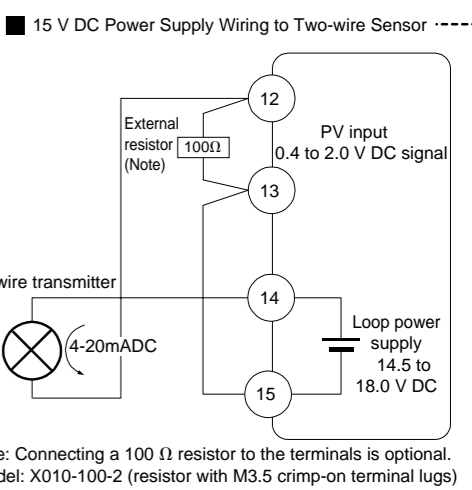 15 V DC Power Supply Wiring to Two-wire Sensor
12
External
resistor
(Note)
100Ω
PV input
0.4 to 2.0 V DC signal
13
wire transmitter
14
4-20mADC
Loop power
supply
14.5 to
18.0 V DC
15
e: Connecting a 100 Ω resistor to the terminals is optional.
del: X010-100-2 (resistor with M3.5 crimp-on terminal lugs)